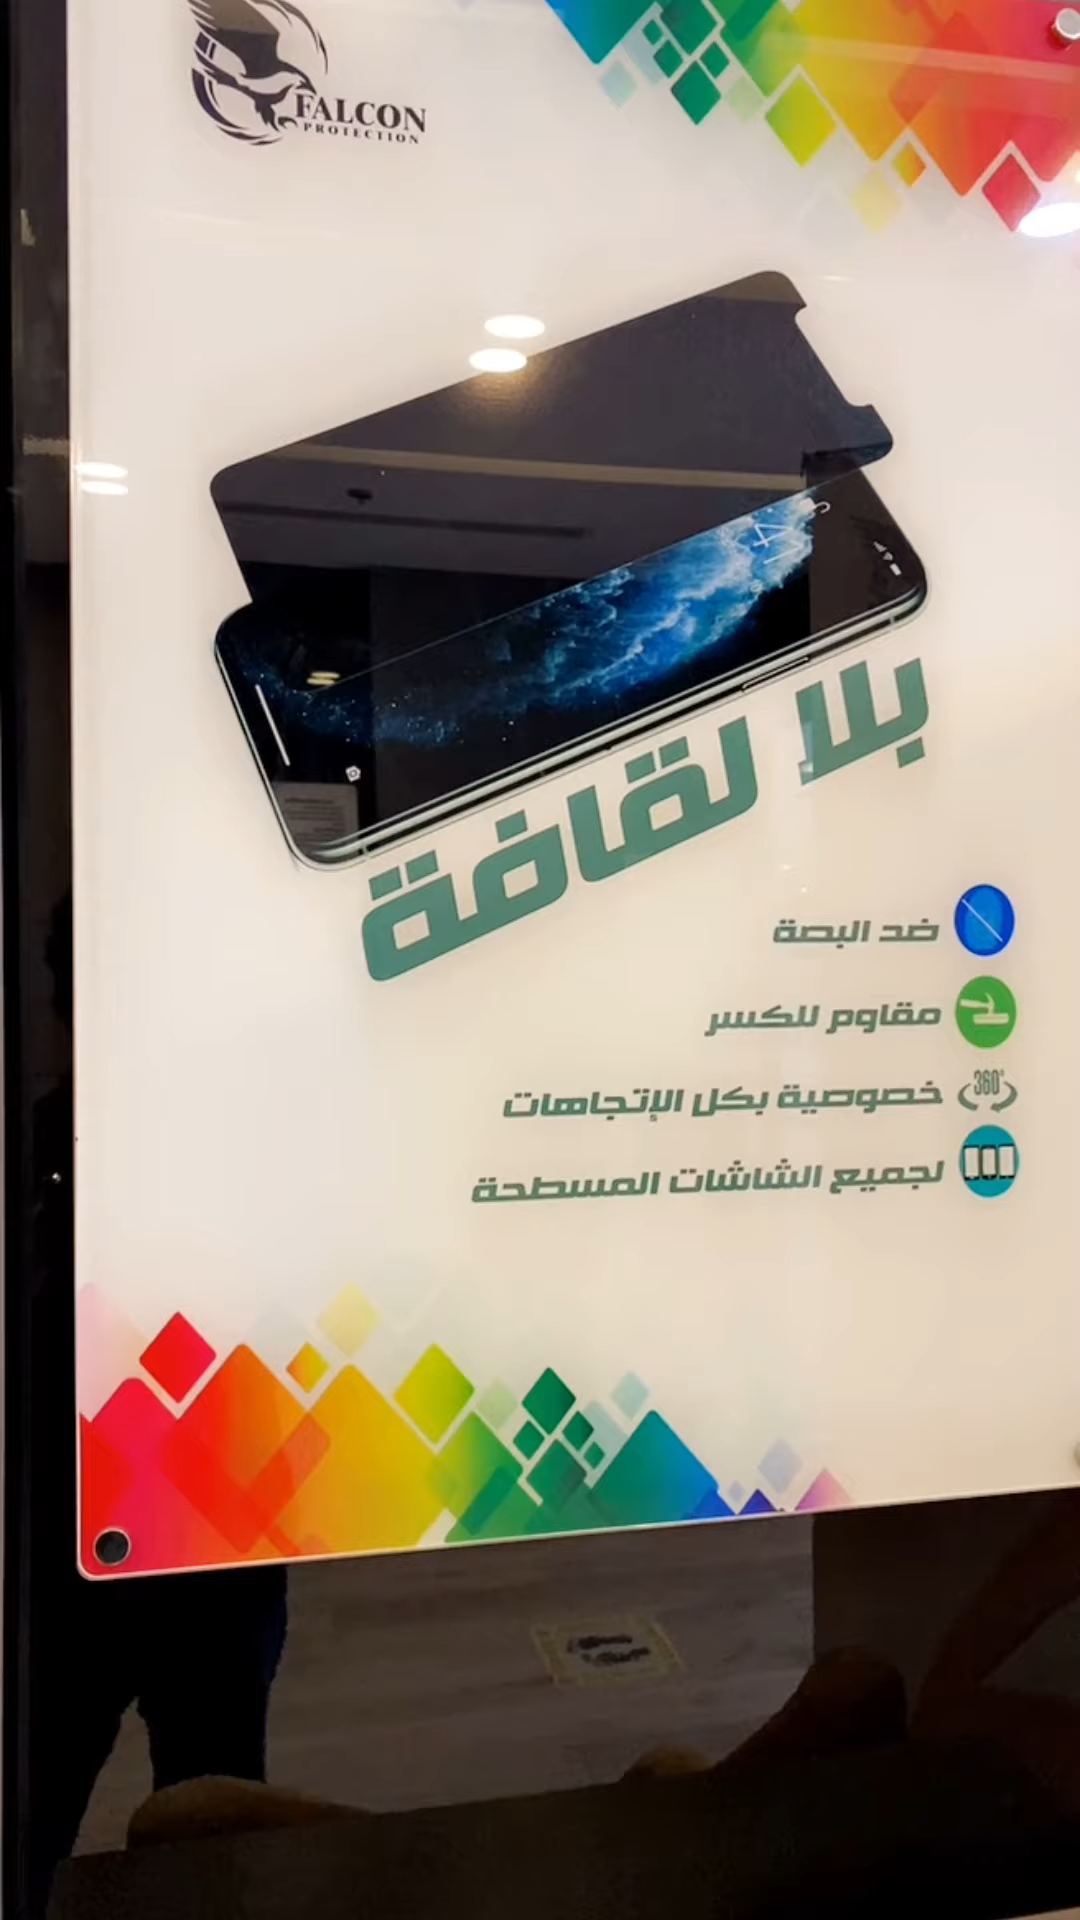 FALCON
PROTECTION
بلا لقافة
ضد البصة
مقاوم للكسر
360°
خصوصية بكل الإتجاهات
لجميع الشاشات المسطحة